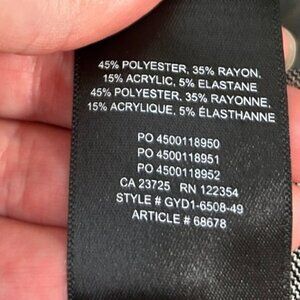 45% POLYESTER, 35% RAYON,
15% ACRYLIC, 5% ELASTANE
45% POLYESTER, 35% RAYONNE,
15% ACRYLIQUE, 5% ÉLASTHANNE
PO 4500118950
PO 4500118951
PO 4500118952
CA 23725 RN 122354
STYLE # GYD1-6508-49
ARTICLE # 68678